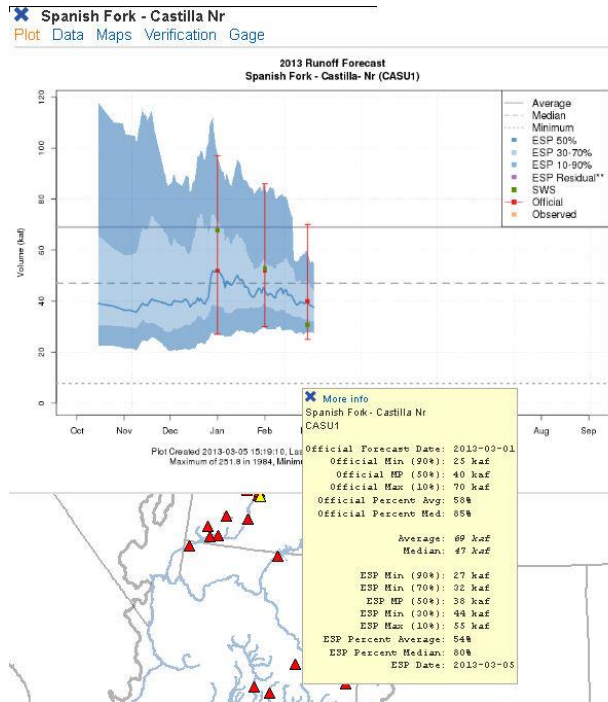 Spanish Fork - Castilla Nr
Plot Data Maps Verification Gage
2013 Runoff Forecast
Spanish Fork - Castilla- Nr (CASU1)
Volume (kaf)
120
100
80
60
40
20
0
Average
Median
Minimum
ESP 50%
ESP 30-70%
ESP 10-90%
ESP Residual**
SWS
Official
Observed
Oct Nov Dec Jan Feb Aug Sep
Plot Created 2013-03-05 15:19:10, Las
Maximum of 251.8 in 1984, Minimu
More info
Spanish Fork - Castilla Nr
CASU1
Official Forecast Date: 2013-03-01
Official Min (90%): 25 kaf
Official MP (50%): 40 kaf
Official Max (10%): 70 kaf
Official Percent Avg: 58%
Official Percent Med: 85%
Average: 69 kaf
Median: 47 kaf
ESP Min (90%): 27 kaf
ESP Min (70%): 32 kaf
ESP MP (50%): 38 kaf
ESP Min (30%): 44 kaf
ESP Max (10%): 55 kaf
ESP Percent Average: 54%
ESP Percent Median: 80%
ESP Date: 2013-03-05